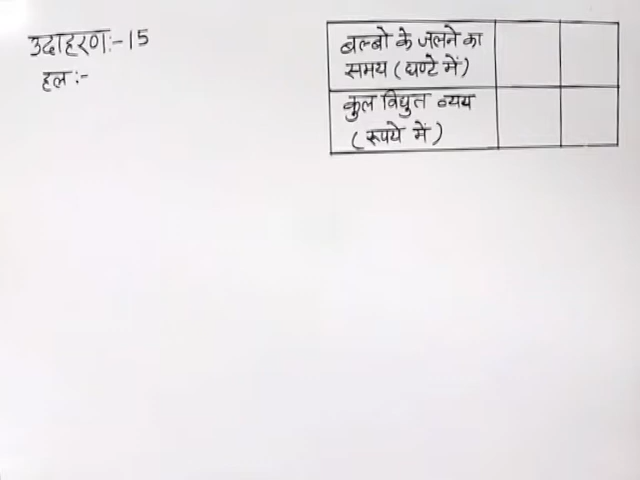 उदाहरण:-15
हल :-
बल्बो के जलने का
समय (घण्टे में)
कुल विधुत व्यय
(रूपये में)